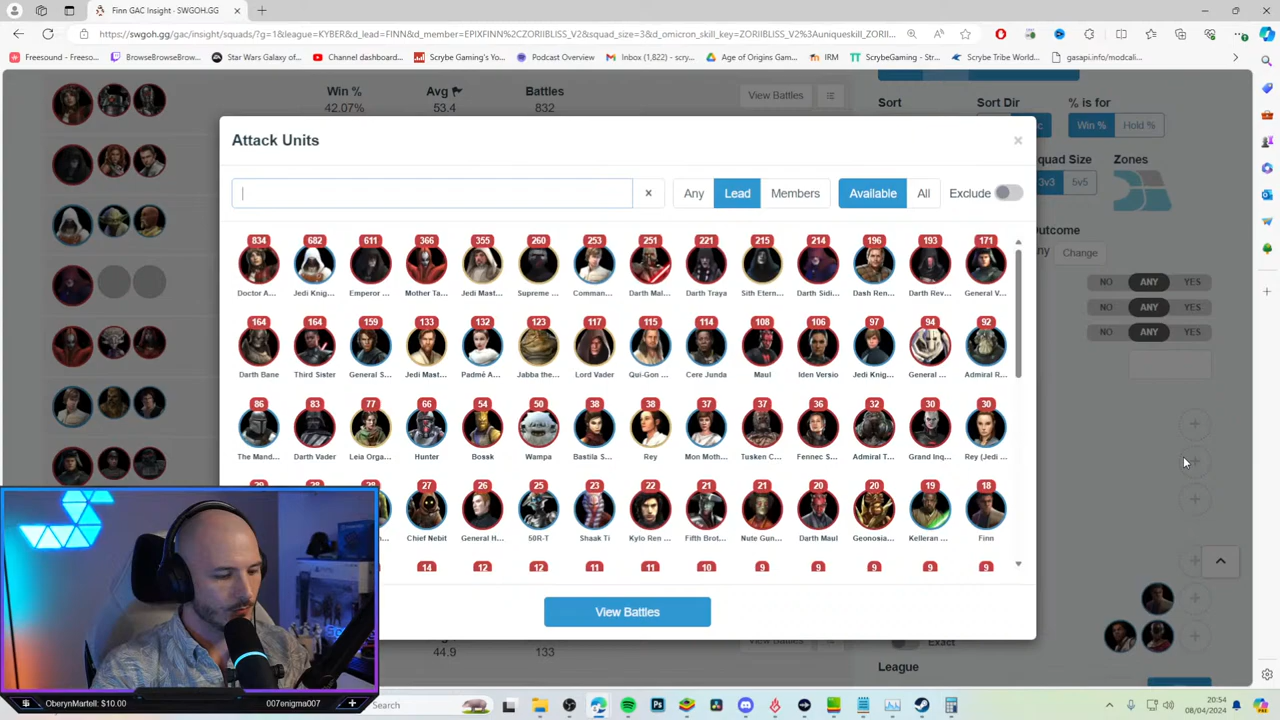 Finn GAC Insight - SWGOH.G
https://swgoh.gg/gac/insight/squads/?g=1&league=KYBER&d_lead=FINN&d_member=EPIXFINN%2CZORIIBLISS_V2&squad_size=3&d_omicron_skill_key=ZORIIBLISS_V2%3Auniqueskill_ZORII...
Freesound - Freeso...
BrowseBrowseBrow...
Star Wars Galaxy of...
Channel dashboard...
Scrybe Gaming's Yo...
Podcast Overview
Inbox (1,822) - scry...
Age of Origins Gam...
IRM
ScrybeGaming - Str...
Scrybe Tribe World...
gasapi.info/modcali...
Win % Avg Battles
42.07% 53.4 832
View Battles
Sort Sort Dir % is for
Win % Hold %
quad Size Zones
3v3 5v5
Outcome
ny Change
NO ANY YES
NO ANY YES
NO ANY YES
Attack Units
×
× Any Lead Members Available All Exclude
834 682 611 366 355 260 253 251 221 215 214 196 193 171
Doctor A... Jedi Knig... Emperor ... Mother Ta... Jedi Mast... Supreme ... Comman... Darth Mal... Darth Traya Sith Etern... Darth Sidi... Dash Ren... Darth Rev... General V...
164 164 159 133 132 123 117 115 114 108 106 97 94 92
Darth Bane Third Sister General S... Jedi Mast... Padmé A... Jabba the... Lord Vader Qui-Gon ... Cere Junda Maul Iden Versio Jedi Knig... General ... Admiral R...
86 83 77 66 54 50 38 38 37 37 36 32 30 30
The Mand... Darth Vader Leia Orga... Hunter Bossk Wampa Bastila S... Rey Mon Moth... Tusken C... Fennec S... Admiral T... Grand Inq... Rey (Jedi ...
27 26 25 23 22 21 21 20 20 19 18
Chief Nebit General H... 50R-T Shaak Ti Kylo Ren ... Fifth Brot... Nute Gun... Darth Maul Geonosia... Kelleran ... Finn
14 12 12 11 11 10 9 9 9 9 9
View Battles
44.9 133
Exact
League
OberynMartell: $10.00 007enigma007
Search
20:54
08/04/2024